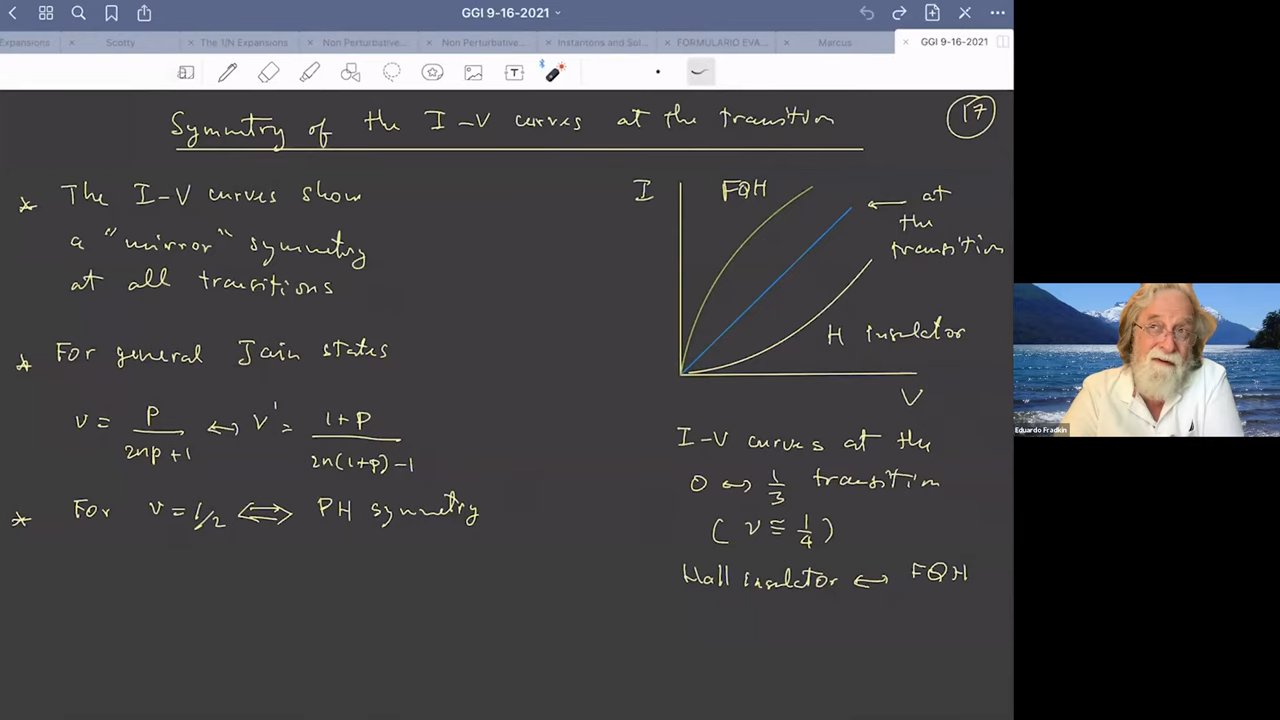 GGI 9-16-2021
Expansions
Scotty
The 1/N Expansions
Non Perturbative...
Non Perturbative...
Instantons and Sol...
FORMULARIO EVA...
Marcus
GGI 9-16-2021
Symmetry of the I-V curves at the transition
17
* The I-V curves show
a "mirror" symmetry
at all transitions
* For general Jain states
ν = p/(2np+1) ↔ ν' = (1+p)/(2n(1+p)-1)
* For ν = 1/2 ⟺ PH symmetry
I
FQH
← at
the
transition
H insulator
V
I-V curves at the
0 ↔ 1/3 transition
( ν ≅ 1/4 )
Hall insulator ↔ FQH
Eduardo Fradkin